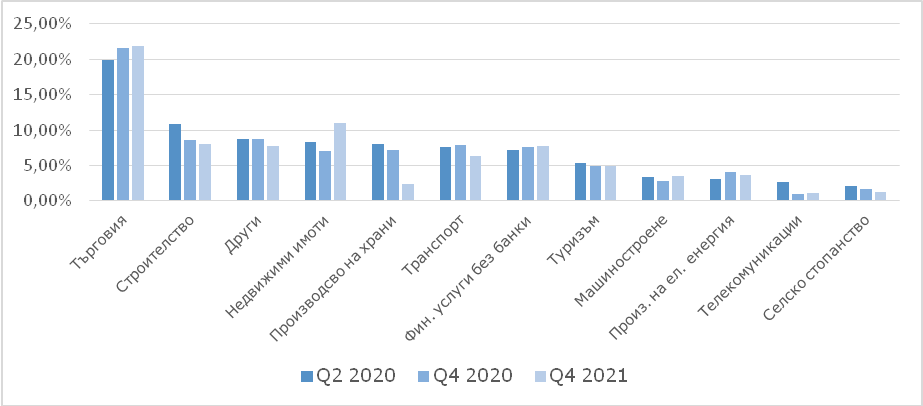 25,00%
20,00%
15,00%
10,00%
5,00%
0,00%
Търговия
Строителство
Други
Недвижими имоти
Производсво на храни
Транспорт
Фин. услуги без банки
Туризъм
Машиностроене
Произ. на ел. енергия
Телекомуникации
Селско стопанство
Q2 2020 Q4 2020 Q4 2021